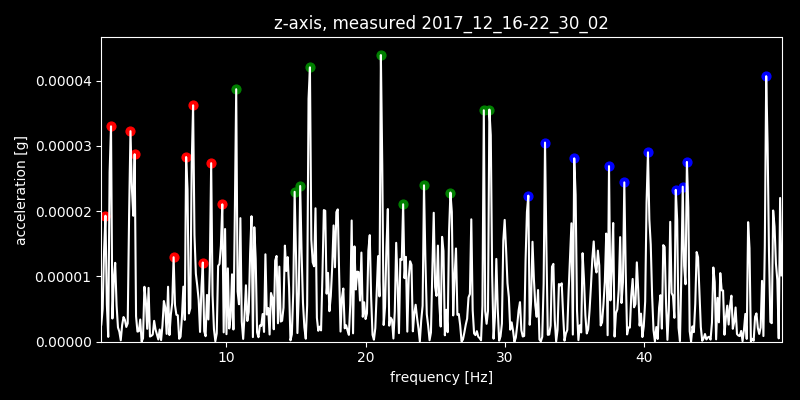 z-axis, measured 2017_12_16-22_30_02
0.00004
0.00003
0.00002
0.00001
0.00000
acceleration [g]
10 20 30 40
frequency [Hz]